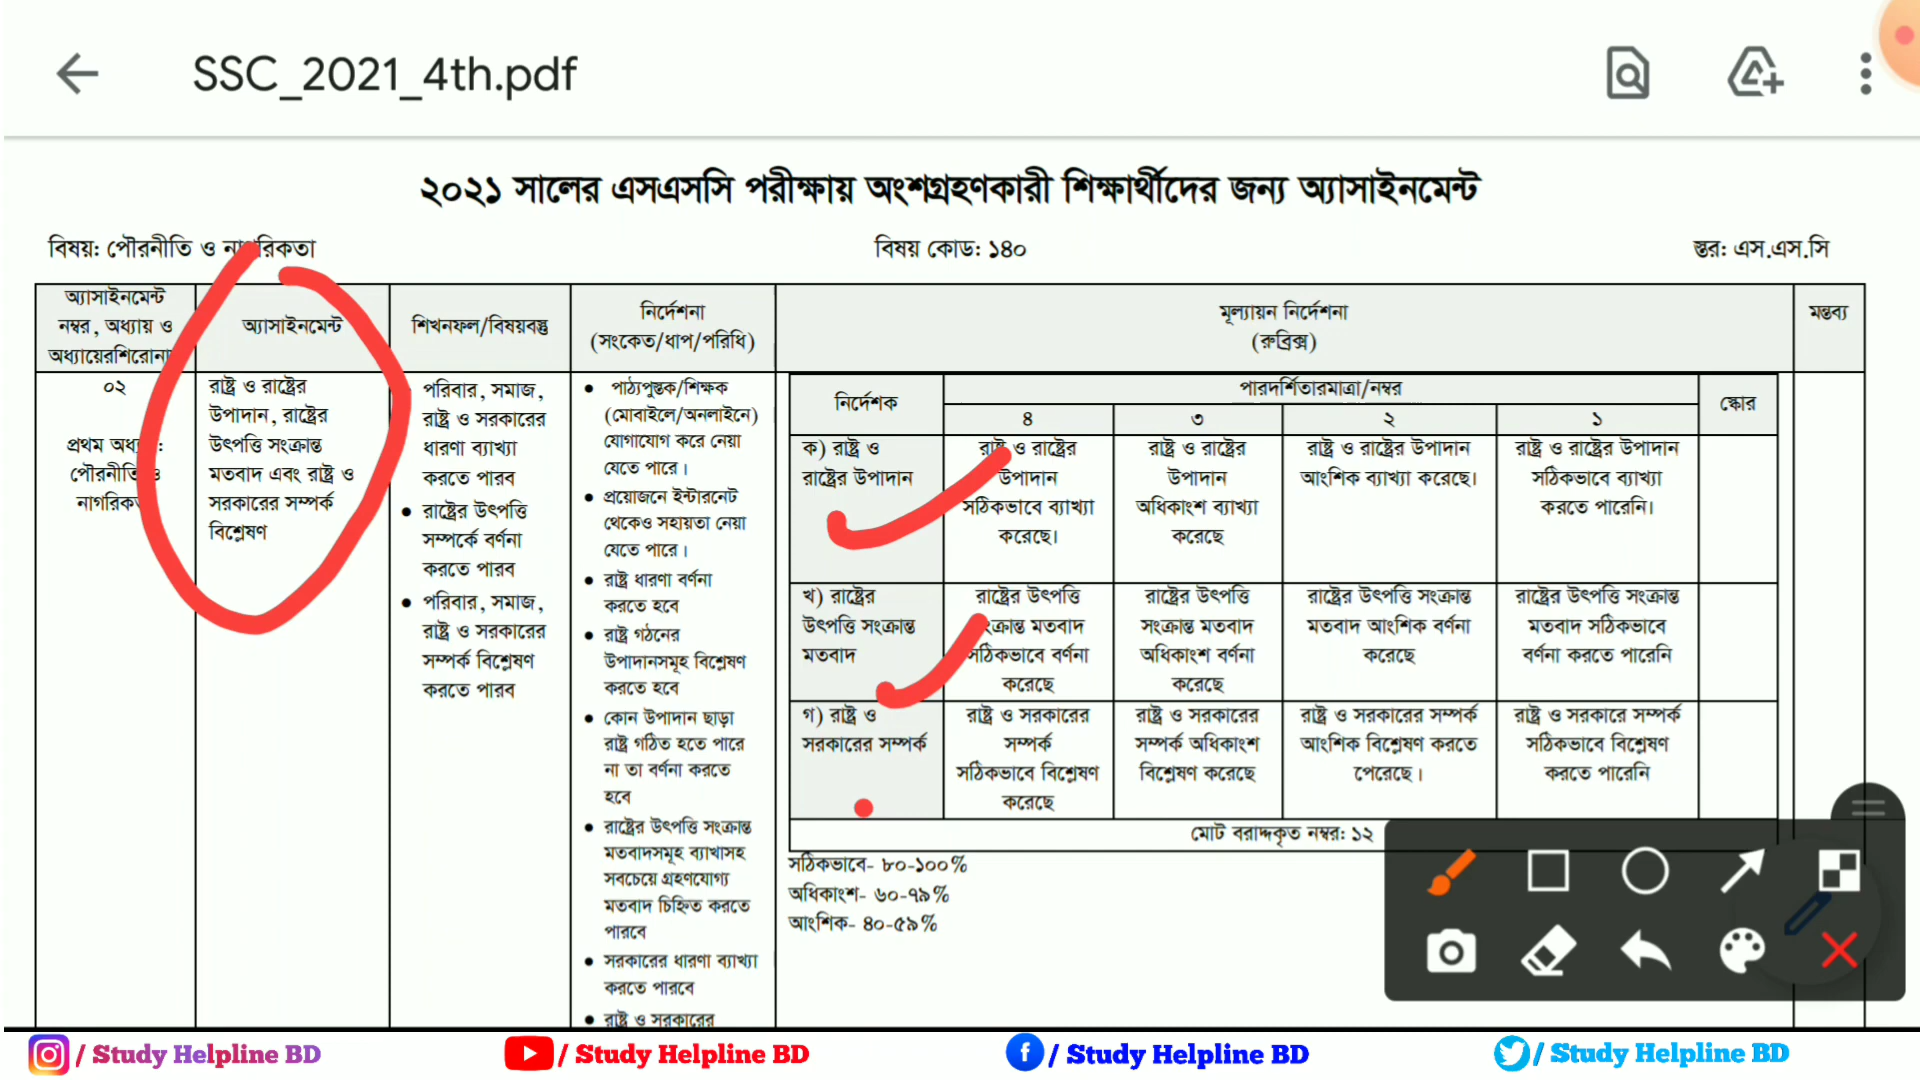 SSC_2021_4th.pdf
২০২১ সালের এসএসসি পরীক্ষায় অংশগ্রহণকারী শিক্ষার্থীদের জন্য অ্যাসাইনমেন্ট
বিষয়: পৌরনীতি ও নাগরিকতা
বিষয় কোড: ১৪০
স্তর: এস.এস.সি
অ্যাসাইনমেন্ট
নম্বর, অধ্যায় ও
অ্যাসাইনমেন্ট
শিখনফল/বিষয়বস্তু
নির্দেশনা
(সংকেত/ধাপ/পরিধি)
মূল্যায়ন নির্দেশনা
(রুব্রিক্স)
মন্তব্য
০২
প্রথম
পৌরনীতি
রাষ্ট্র ও রাষ্ট্রের
উপাদান, রাষ্ট্রের
উৎপত্তি সংক্রান্ত
মতবাদ এবং রাষ্ট্র ও
সরকারের সম্পর্ক
বিশ্লেষণ
পরিবার, সমাজ,
রাষ্ট্র ও সরকারের
ধারণা ব্যাখ্যা
করতে পারব
● রাষ্ট্রের উৎপত্তি
সম্পর্কে বর্ণনা
করতে পারব
● পরিবার, সমাজ,
রাষ্ট্র ও সরকারের
সম্পর্ক বিশ্লেষণ
করতে পারব
● পাঠ্যপুস্তক/শিক্ষক
(মোবাইলে/অনলাইনে)
যোগাযোগ করে নেয়া
যেতে পারে।
● প্রয়োজনে ইন্টারনেট
থেকেও সহায়তা নেয়া
যেতে পারে।
● রাষ্ট্র ধারণা বর্ণনা
করতে হবে
● রাষ্ট্র গঠনের
উপাদানসমূহ বিশ্লেষণ
করতে হবে
● কোন উপাদান ছাড়া
রাষ্ট্র গঠিত হতে পারে
না তা বর্ণনা করতে
হবে
● রাষ্ট্রের উৎপত্তি সংক্রান্ত
মতবাদসমূহ ব্যাখাসহ
সবচেয়ে গ্রহণযোগ্য
মতবাদ চিহ্নিত করতে
পারবে
● সরকারের ধারণা ব্যাখ্যা
করতে পারবে
● রাষ্ট্র ও সরকারের
নির্দেশক
পারদর্শিতারমাত্রা/নম্বর
স্কোর
৪
৩
২
১
ক) রাষ্ট্র ও
রাষ্ট্রের উপাদান
রাষ্ট্র ও রাষ্ট্রের
উপাদান
সঠিকভাবে ব্যাখ্যা
করেছে।
রাষ্ট্র ও রাষ্ট্রের
উপাদান
অধিকাংশ ব্যাখ্যা
করেছে
রাষ্ট্র ও রাষ্ট্রের উপাদান
আংশিক ব্যাখ্যা করেছে।
রাষ্ট্র ও রাষ্ট্রের উপাদান
সঠিকভাবে ব্যাখ্যা
করতে পারেনি।
খ) রাষ্ট্রের
উৎপত্তি সংক্রান্ত
মতবাদ
রাষ্ট্রের উৎপত্তি
সংক্রান্ত মতবাদ
সঠিকভাবে বর্ণনা
করেছে
রাষ্ট্রের উৎপত্তি
সংক্রান্ত মতবাদ
অধিকাংশ বর্ণনা
করেছে
রাষ্ট্রের উৎপত্তি সংক্রান্ত
মতবাদ আংশিক বর্ণনা
করেছে
রাষ্ট্রের উৎপত্তি সংক্রান্ত
মতবাদ সঠিকভাবে
বর্ণনা করতে পারেনি
গ) রাষ্ট্র ও
সরকারের সম্পর্ক
রাষ্ট্র ও সরকারের
সম্পর্ক
সঠিকভাবে বিশ্লেষণ
করেছে
রাষ্ট্র ও সরকারের
সম্পর্ক অধিকাংশ
বিশ্লেষণ করেছে
রাষ্ট্র ও সরকারের সম্পর্ক
আংশিক বিশ্লেষণ করতে
পেরেছে।
রাষ্ট্র ও সরকারে সম্পর্ক
সঠিকভাবে বিশ্লেষণ
করতে পারেনি
মোট বরাদ্দকৃত নম্বর: ১২
সঠিকভাবে- ৮০-১০০%
অধিকাংশ- ৬০-৭৯%
আংশিক- ৪০-৫৯%
/ Study Helpline BD
/ Study Helpline BD
/ Study Helpline BD
/ Study Helpline BD